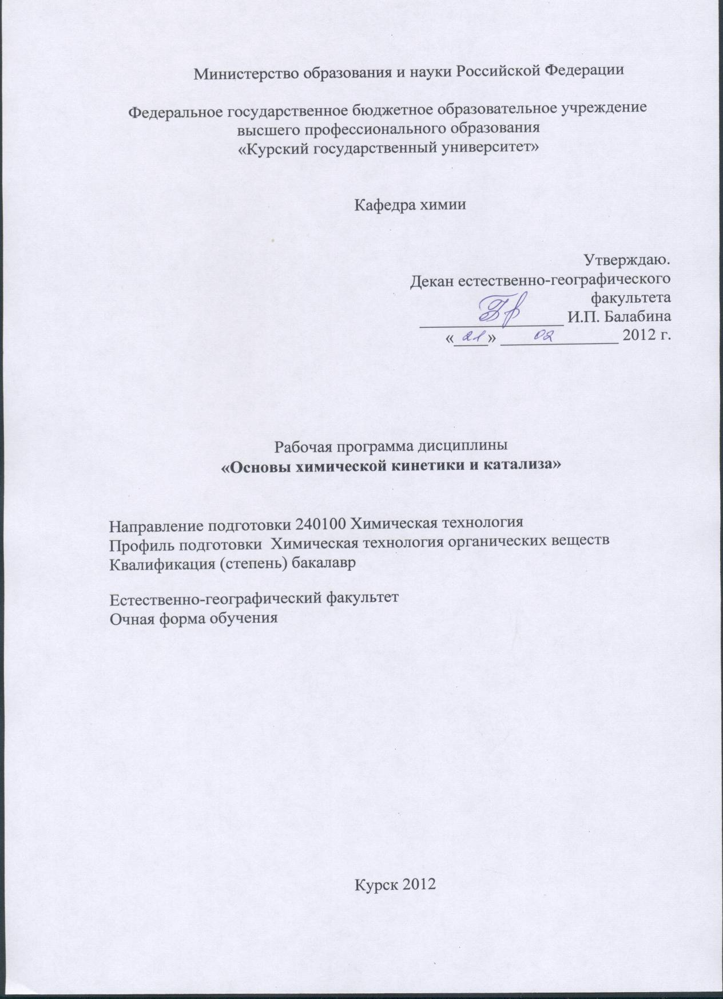 Министерство образования и науки Российской Федерации
Федеральное государственное бюджетное образовательное учреждение
высшего профессионального образования
«Курский государственный университет»
Кафедра химии
Утверждаю.
Декан естественно-географического
факультета
И.П. Балабина
«21» 02 2012 г.
Рабочая программа дисциплины
«Основы химической кинетики и катализа»
Направление подготовки 240100 Химическая технология
Профиль подготовки  Химическая технология органических веществ
Квалификация (степень) бакалавр
Естественно-географический факультет
Очная форма обучения
Курск 2012